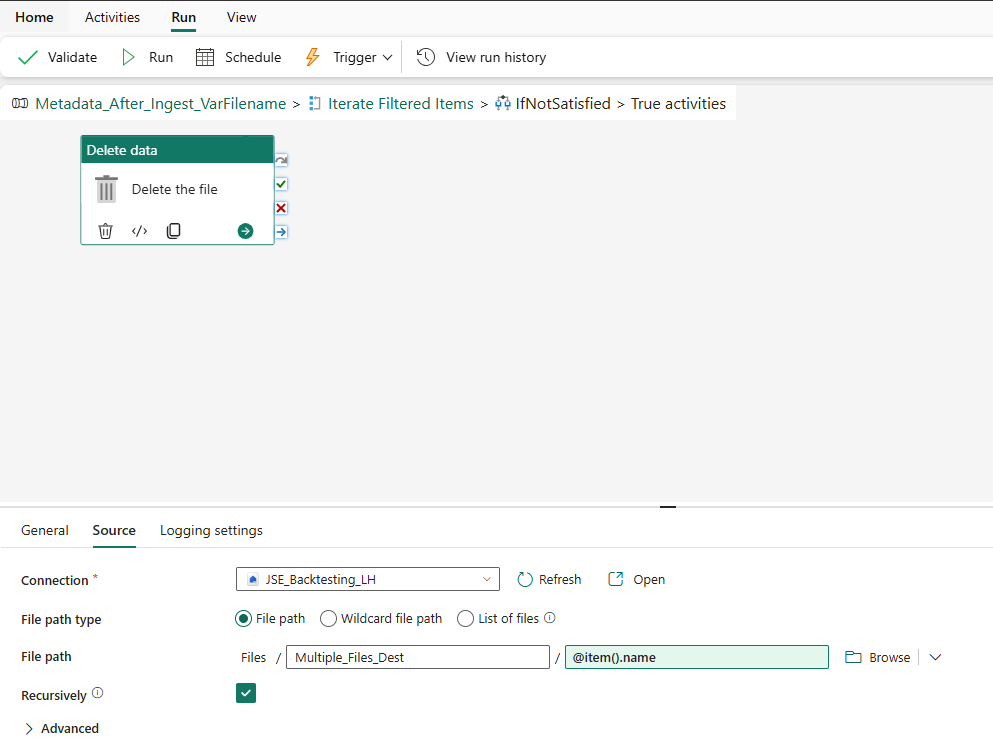 Home Activities Run View
Validate Run Schedule Trigger View run history
Metadata_After_Ingest_VarFilename > Iterate Filtered Items > IfNotSatisfied > True activities
Delete data
Delete the file
General Source Logging settings
Connection * JSE_Backtesting_LH Refresh Open
File path type File path Wildcard file path List of files
File path Files / Multiple_Files_Dest / @item().name Browse
Recursively
Advanced